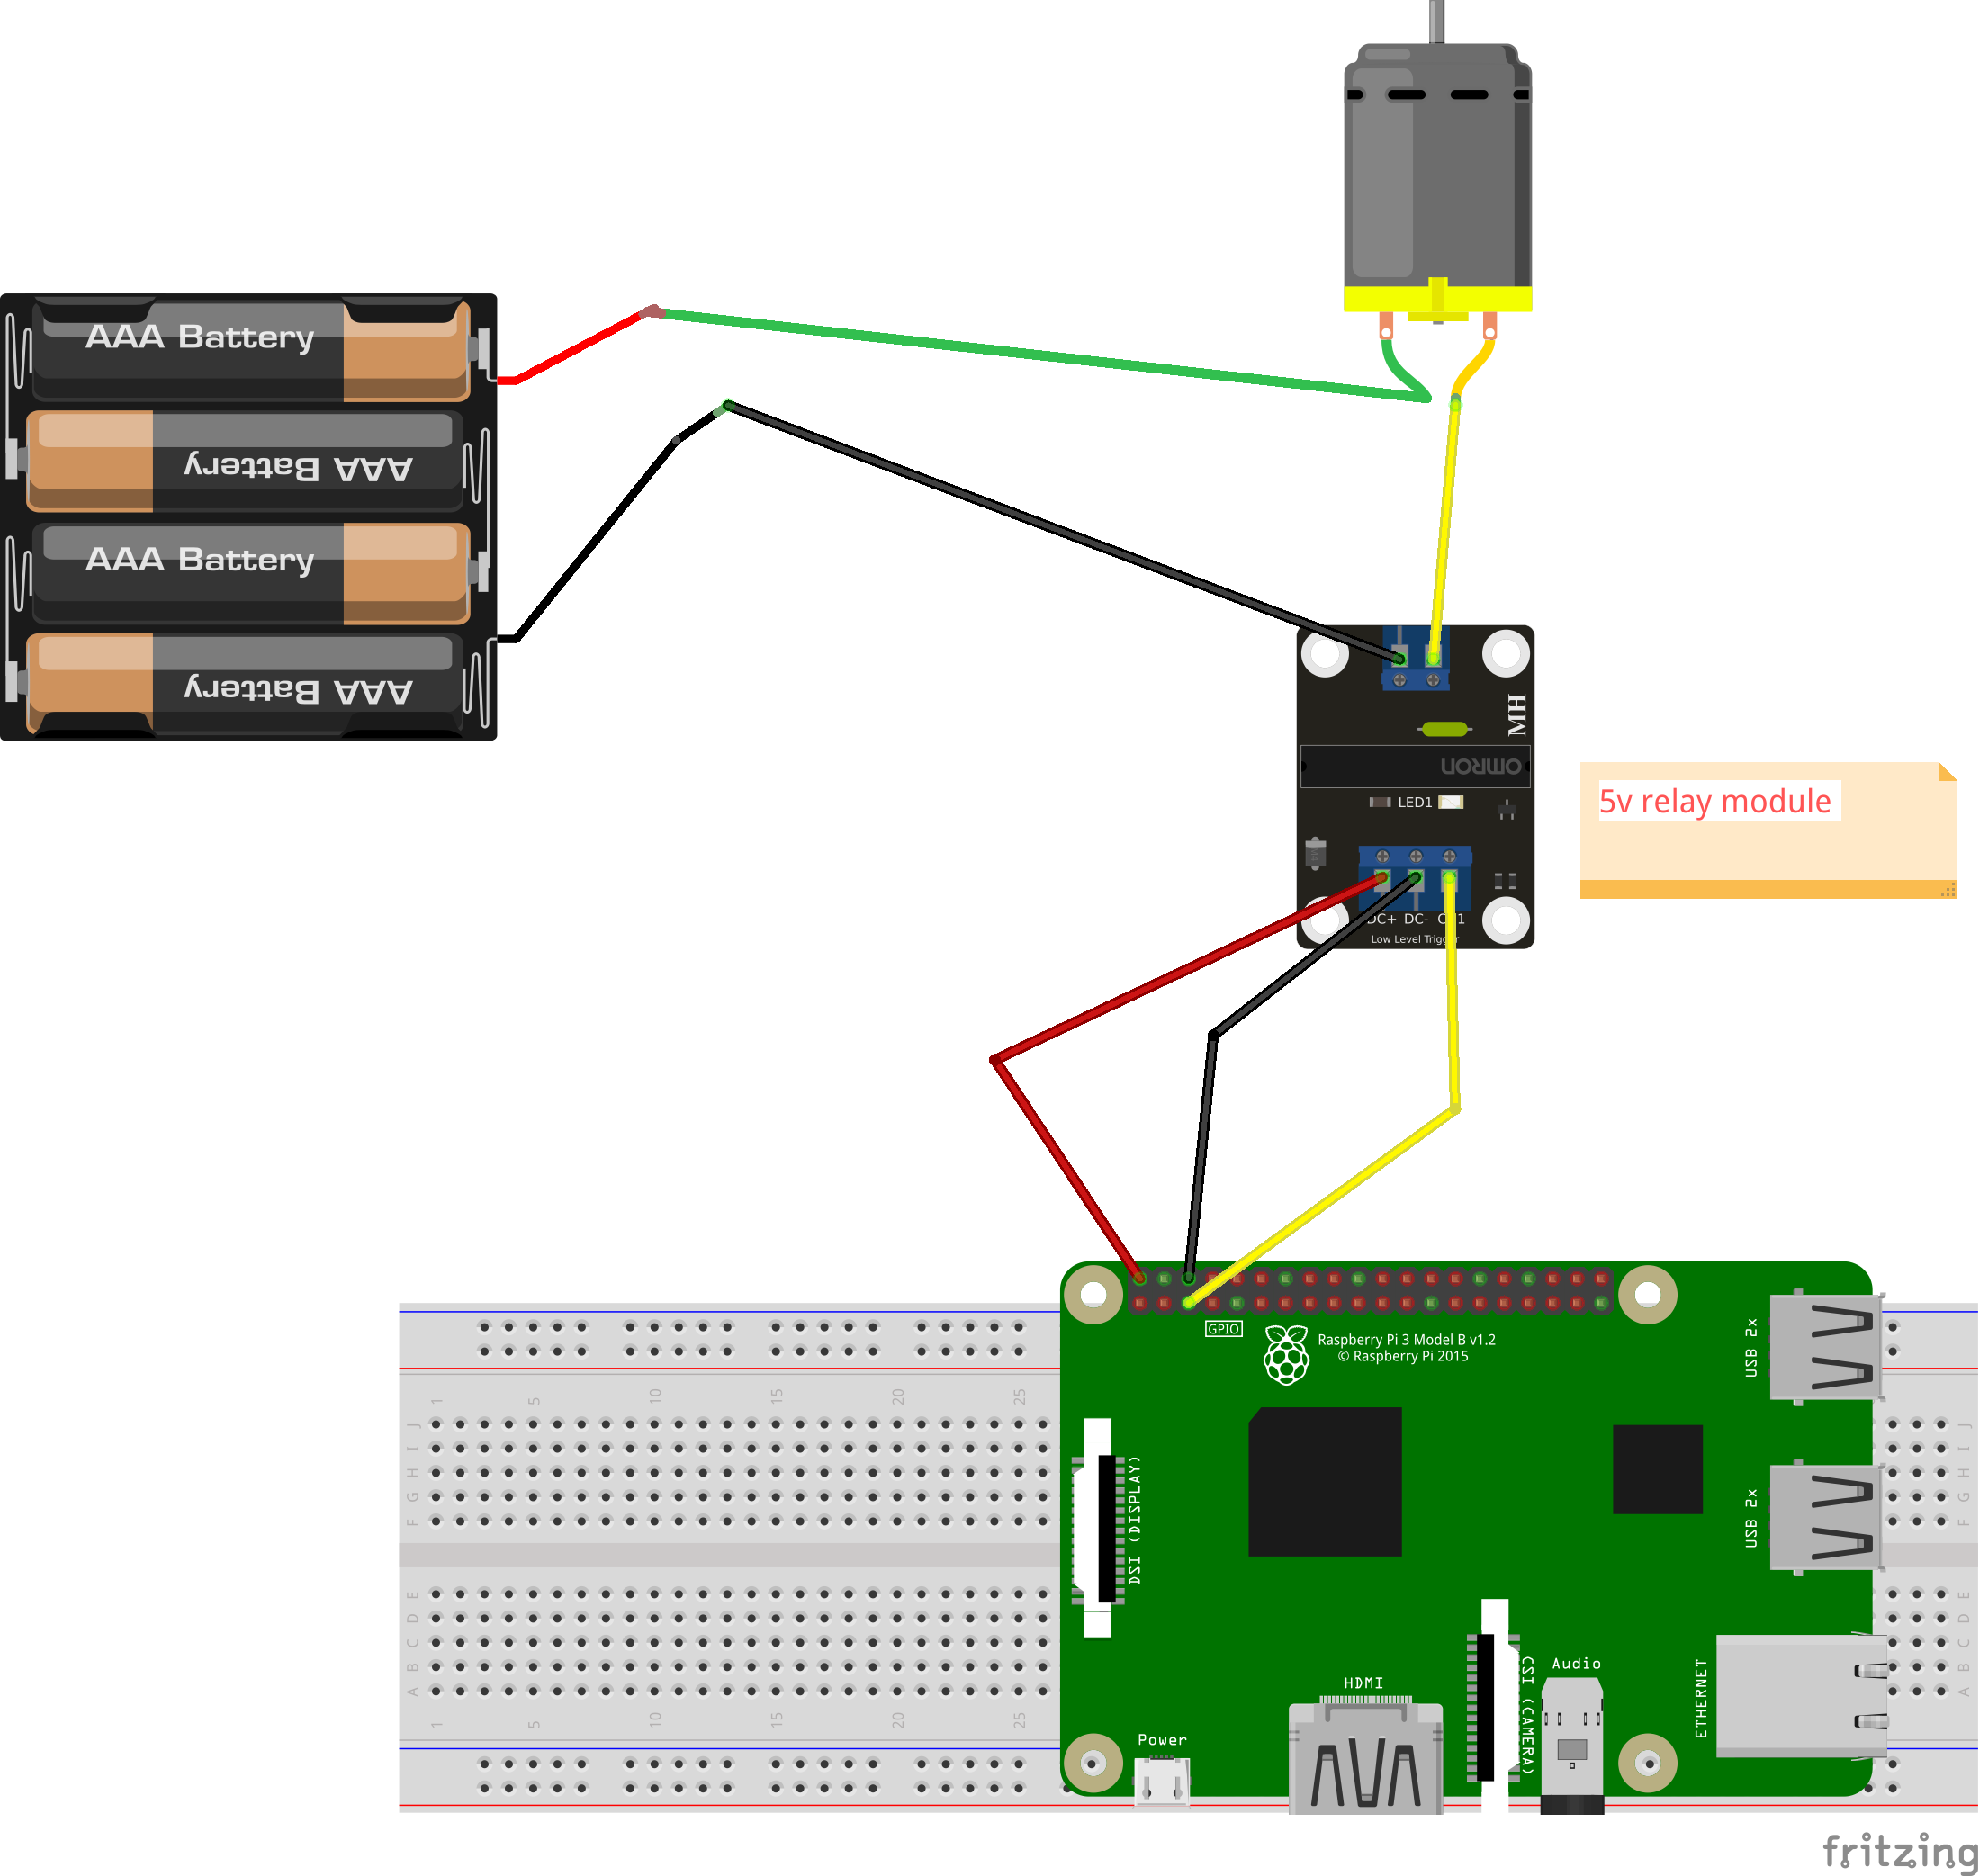 AAA Battery
AAA Battery
AAA Battery
AAA Battery
MH
OMRON
LED1
5v relay module
DC+ DC- CH1
Low Level Trigger
GPIO
Raspberry Pi 3 Model B v1.2
© Raspberry Pi 2015
USB 2x
USB 2x
DSI (DISPLAY)
1 5 10 15 20 25
J J
I I
H H
G G
F F
E E
D D
C C
B B
A A
1 5 10 15 20 25
ETHERNET
Audio
CSI (CAMERA)
HDMI
Power
fritzing